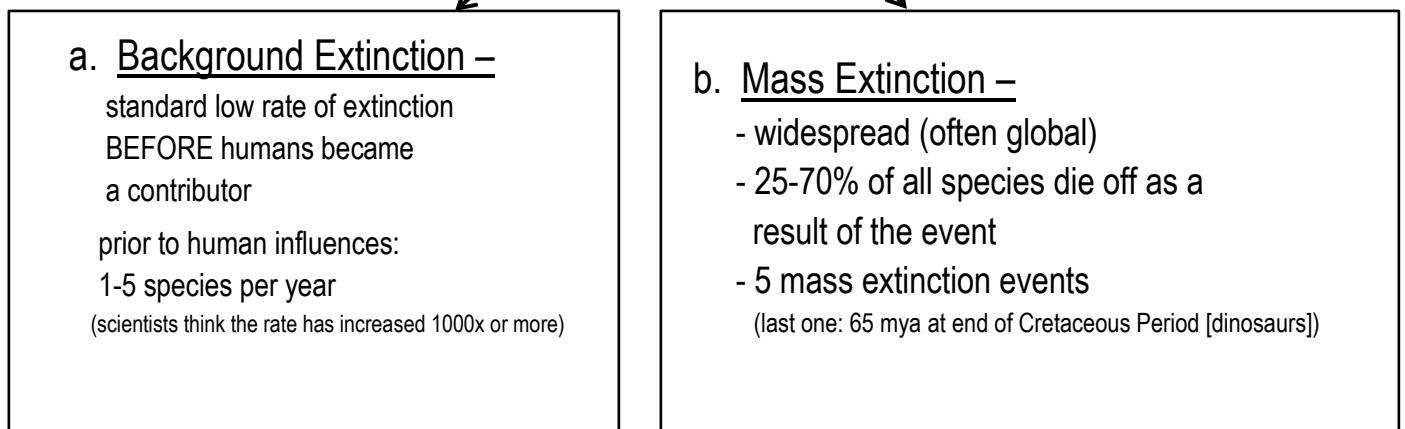 a. Background Extinction –
standard low rate of extinction
BEFORE humans became
a contributor
prior to human influences:
1-5 species per year
(scientists think the rate has increased 1000x or more)
b. Mass Extinction –
- widespread (often global)
- 25-70% of all species die off as a
result of the event
- 5 mass extinction events
(last one: 65 mya at end of Cretaceous Period [dinosaurs])